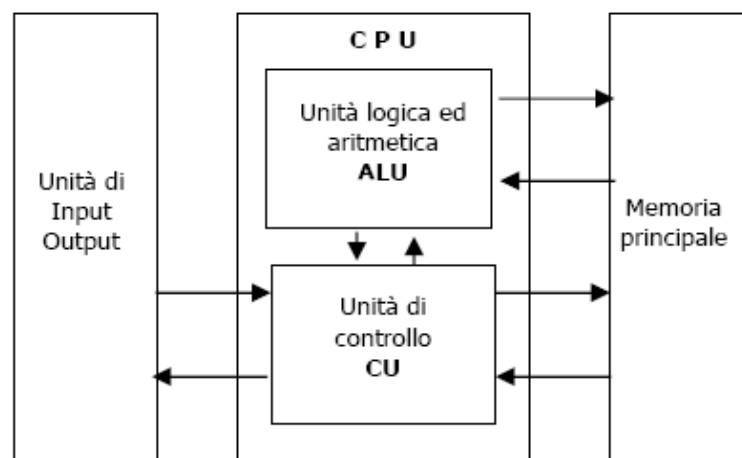 Unità di
Input
Output
C P U
Unità logica ed
aritmetica
ALU
Unità di
controllo
CU
Memoria
principale